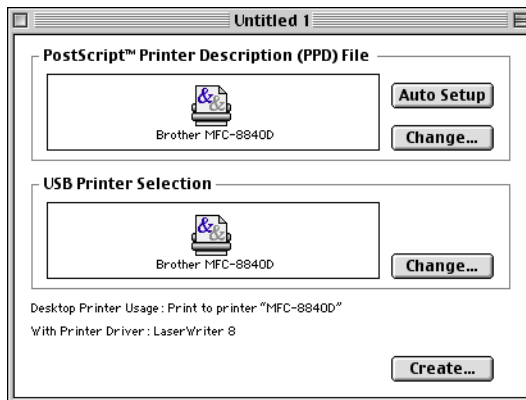 Untitled 1
PostScript™ Printer Description (PPD) File
Brother MFC-8840D
Auto Setup
Change...
USB Printer Selection
Brother MFC-8840D
Change...
Desktop Printer Usage : Print to printer “MFC-8840D”
With Printer Driver : LaserWriter 8
Create...